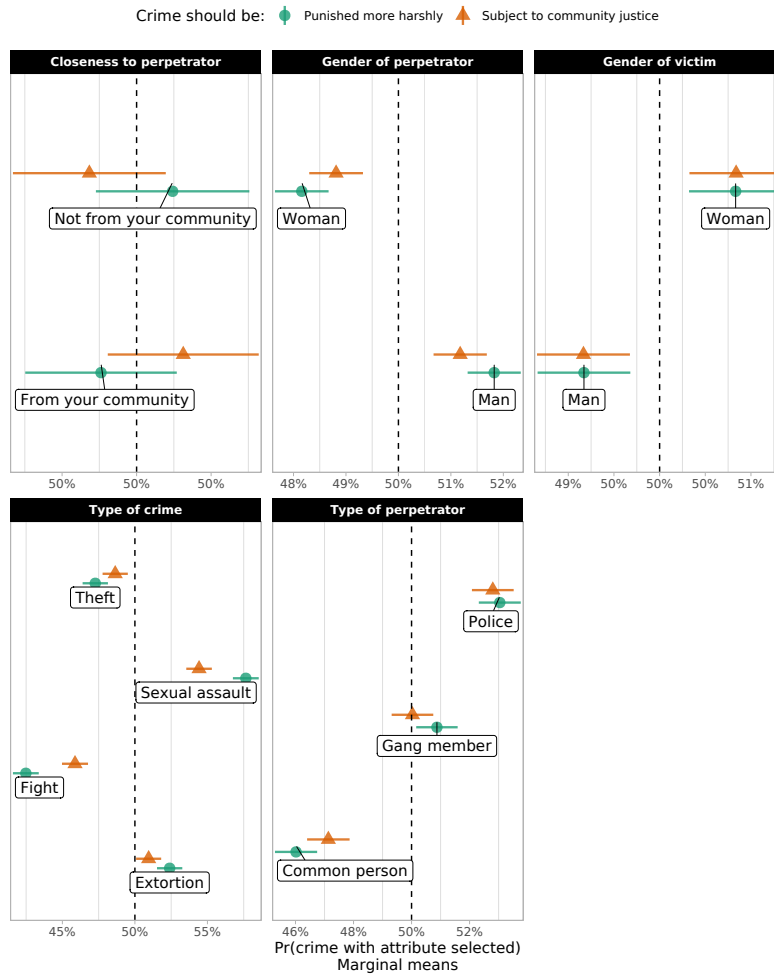 Crime should be: Punished more harshly Subject to community justice
Closeness to perpetrator Gender of perpetrator Gender of victim
Not from your community Woman Woman
From your community Man Man
50% 50% 50% 48% 49% 50% 51% 52% 49% 50% 50% 50% 51%
Type of crime Type of perpetrator
Theft
Police
Sexual assault
Gang member
Fight
Common person
Extortion
45% 50% 55% 46% 48% 50% 52%
Pr(crime with attribute selected)
Marginal means